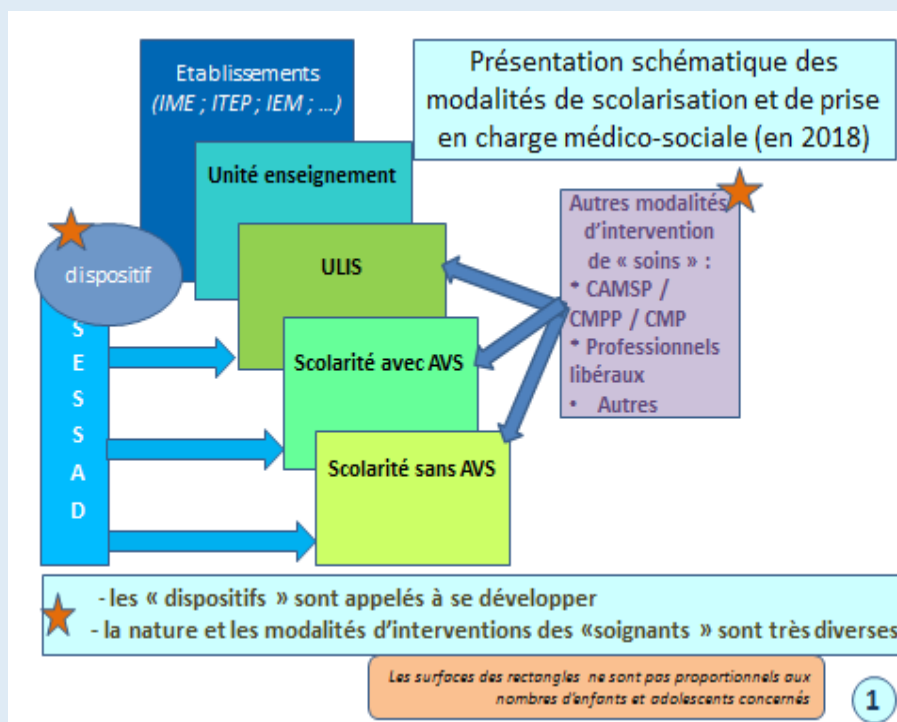 Présentation schématique des
modalités de scolarisation et de prise
en charge médico-sociale (en 2018)
Etablissements
(IME ; ITEP ; IEM ; ...)
Unité enseignement
ULIS
Scolarité avec AVS
Scolarité sans AVS
dispositif
S
E
S
S
A
D
Autres modalités
d'intervention
de « soins » :
* CAMSP /
CMPP / CMP
* Professionnels
libéraux
• Autres
- les « dispositifs » sont appelés à se développer
- la nature et les modalités d'interventions des «soignants » sont très diverses
Les surfaces des rectangles ne sont pas proportionnels aux
nombres d'enfants et adolescents concernés
1